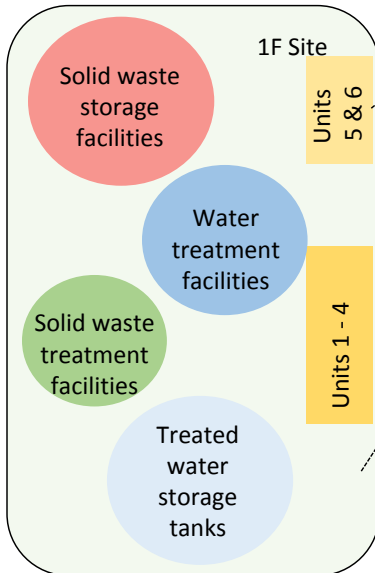 1F Site
Solid waste
storage
facilities
Units
5 & 6
Water
treatment
facilities
Solid waste
treatment
facilities
Units 1 - 4
Treated
water
storage
tanks